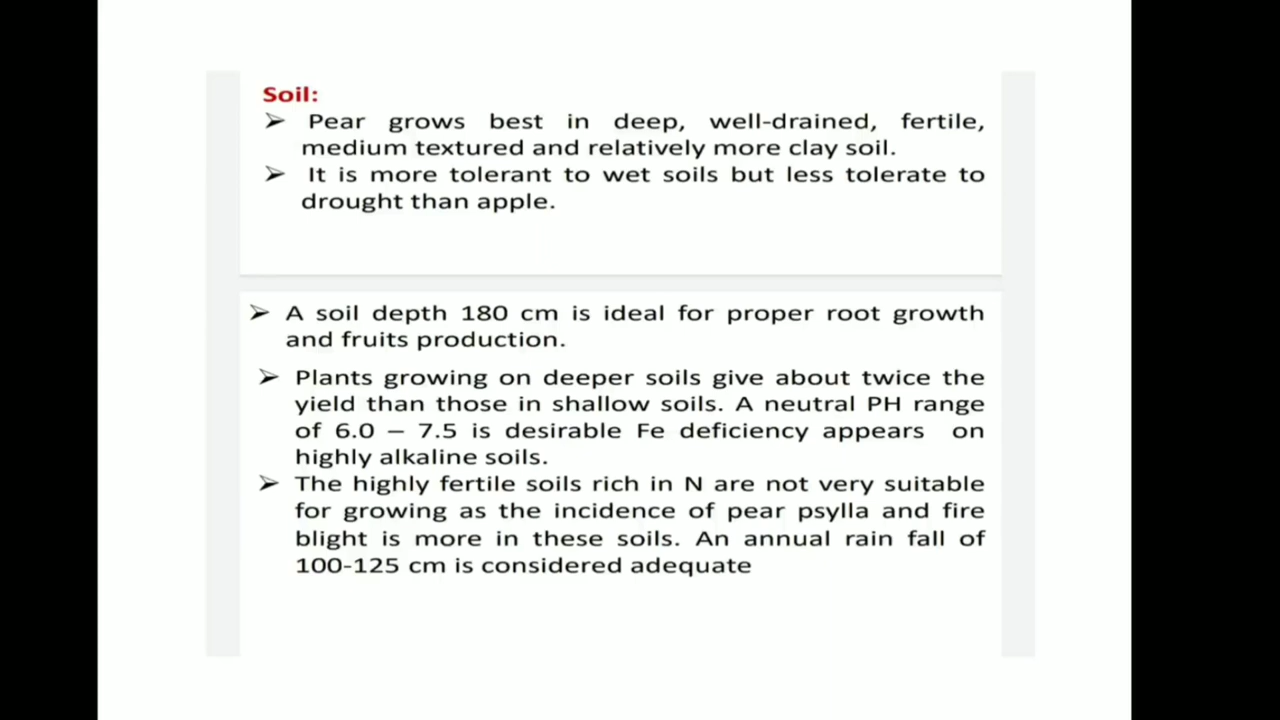 Soil:
➢ Pear grows best in deep, well-drained, fertile,
medium textured and relatively more clay soil.
➢ It is more tolerant to wet soils but less tolerate to
drought than apple.
➢ A soil depth 180 cm is ideal for proper root growth
and fruits production.
➢ Plants growing on deeper soils give about twice the
yield than those in shallow soils. A neutral PH range
of 6.0 – 7.5 is desirable Fe deficiency appears on
highly alkaline soils.
➢ The highly fertile soils rich in N are not very suitable
for growing as the incidence of pear psylla and fire
blight is more in these soils. An annual rain fall of
100-125 cm is considered adequate